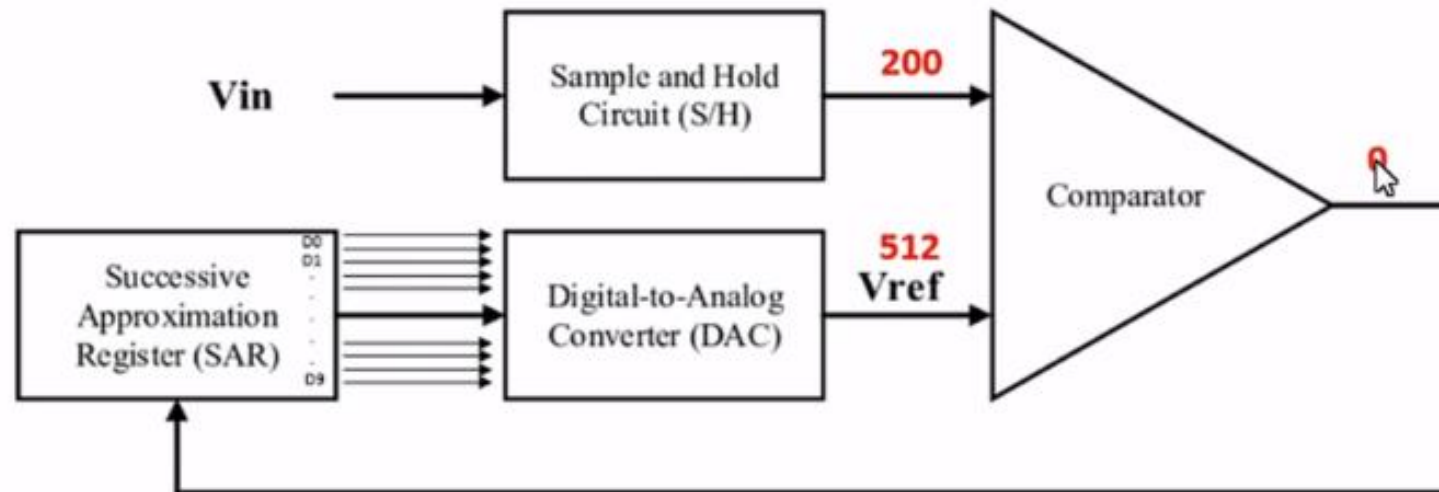 Vin
Sample and Hold
Circuit (S/H)
200
0
Comparator
Successive
Approximation
Register (SAR)
D0
D1
D9
Digital-to-Analog
Converter (DAC)
512
Vref